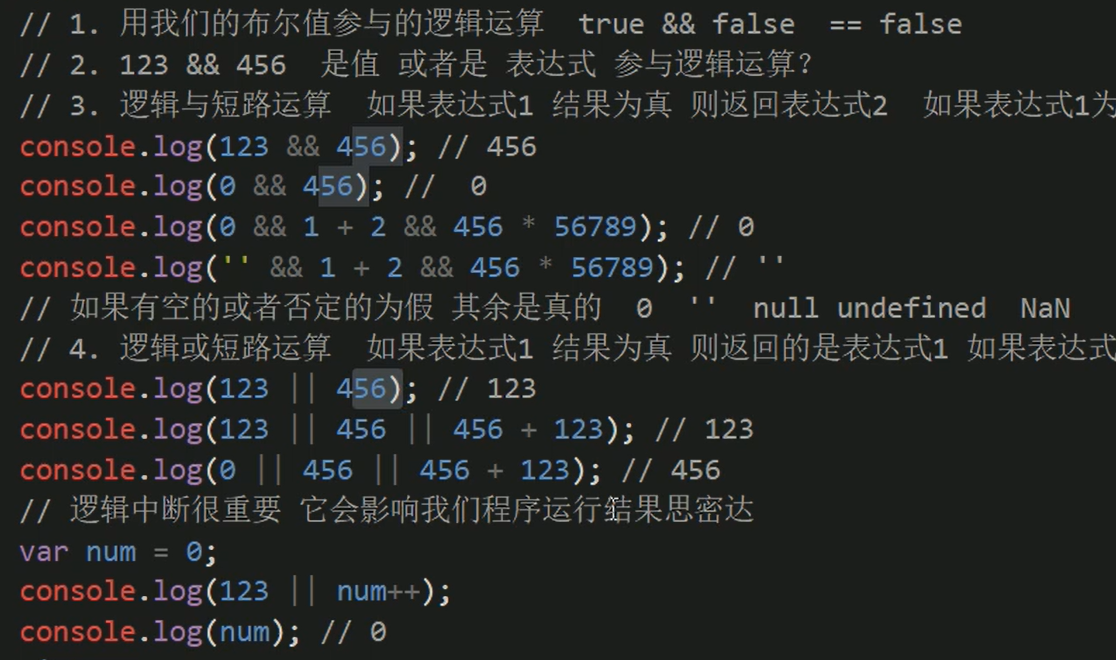 // 1. 用我们的布尔值参与的逻辑运算  true && false  == false
// 2. 123 && 456  是值 或者是 表达式 参与逻辑运算?
// 3. 逻辑与短路运算  如果表达式1 结果为真 则返回表达式2  如果表达式1为
console.log(123 && 456); // 456
console.log(0 && 456); //  0
console.log(0 && 1 + 2 && 456 * 56789); // 0
console.log('' && 1 + 2 && 456 * 56789); // ''
// 如果有空的或者否定的为假 其余是真的  0  ''  null undefined  NaN
// 4. 逻辑或短路运算  如果表达式1 结果为真 则返回的是表达式1 如果表达式
console.log(123 || 456); // 123
console.log(123 || 456 || 456 + 123); // 123
console.log(0 || 456 || 456 + 123); // 456
// 逻辑中断很重要 它会影响我们程序运行结果思密达
var num = 0;
console.log(123 || num++);
console.log(num); // 0